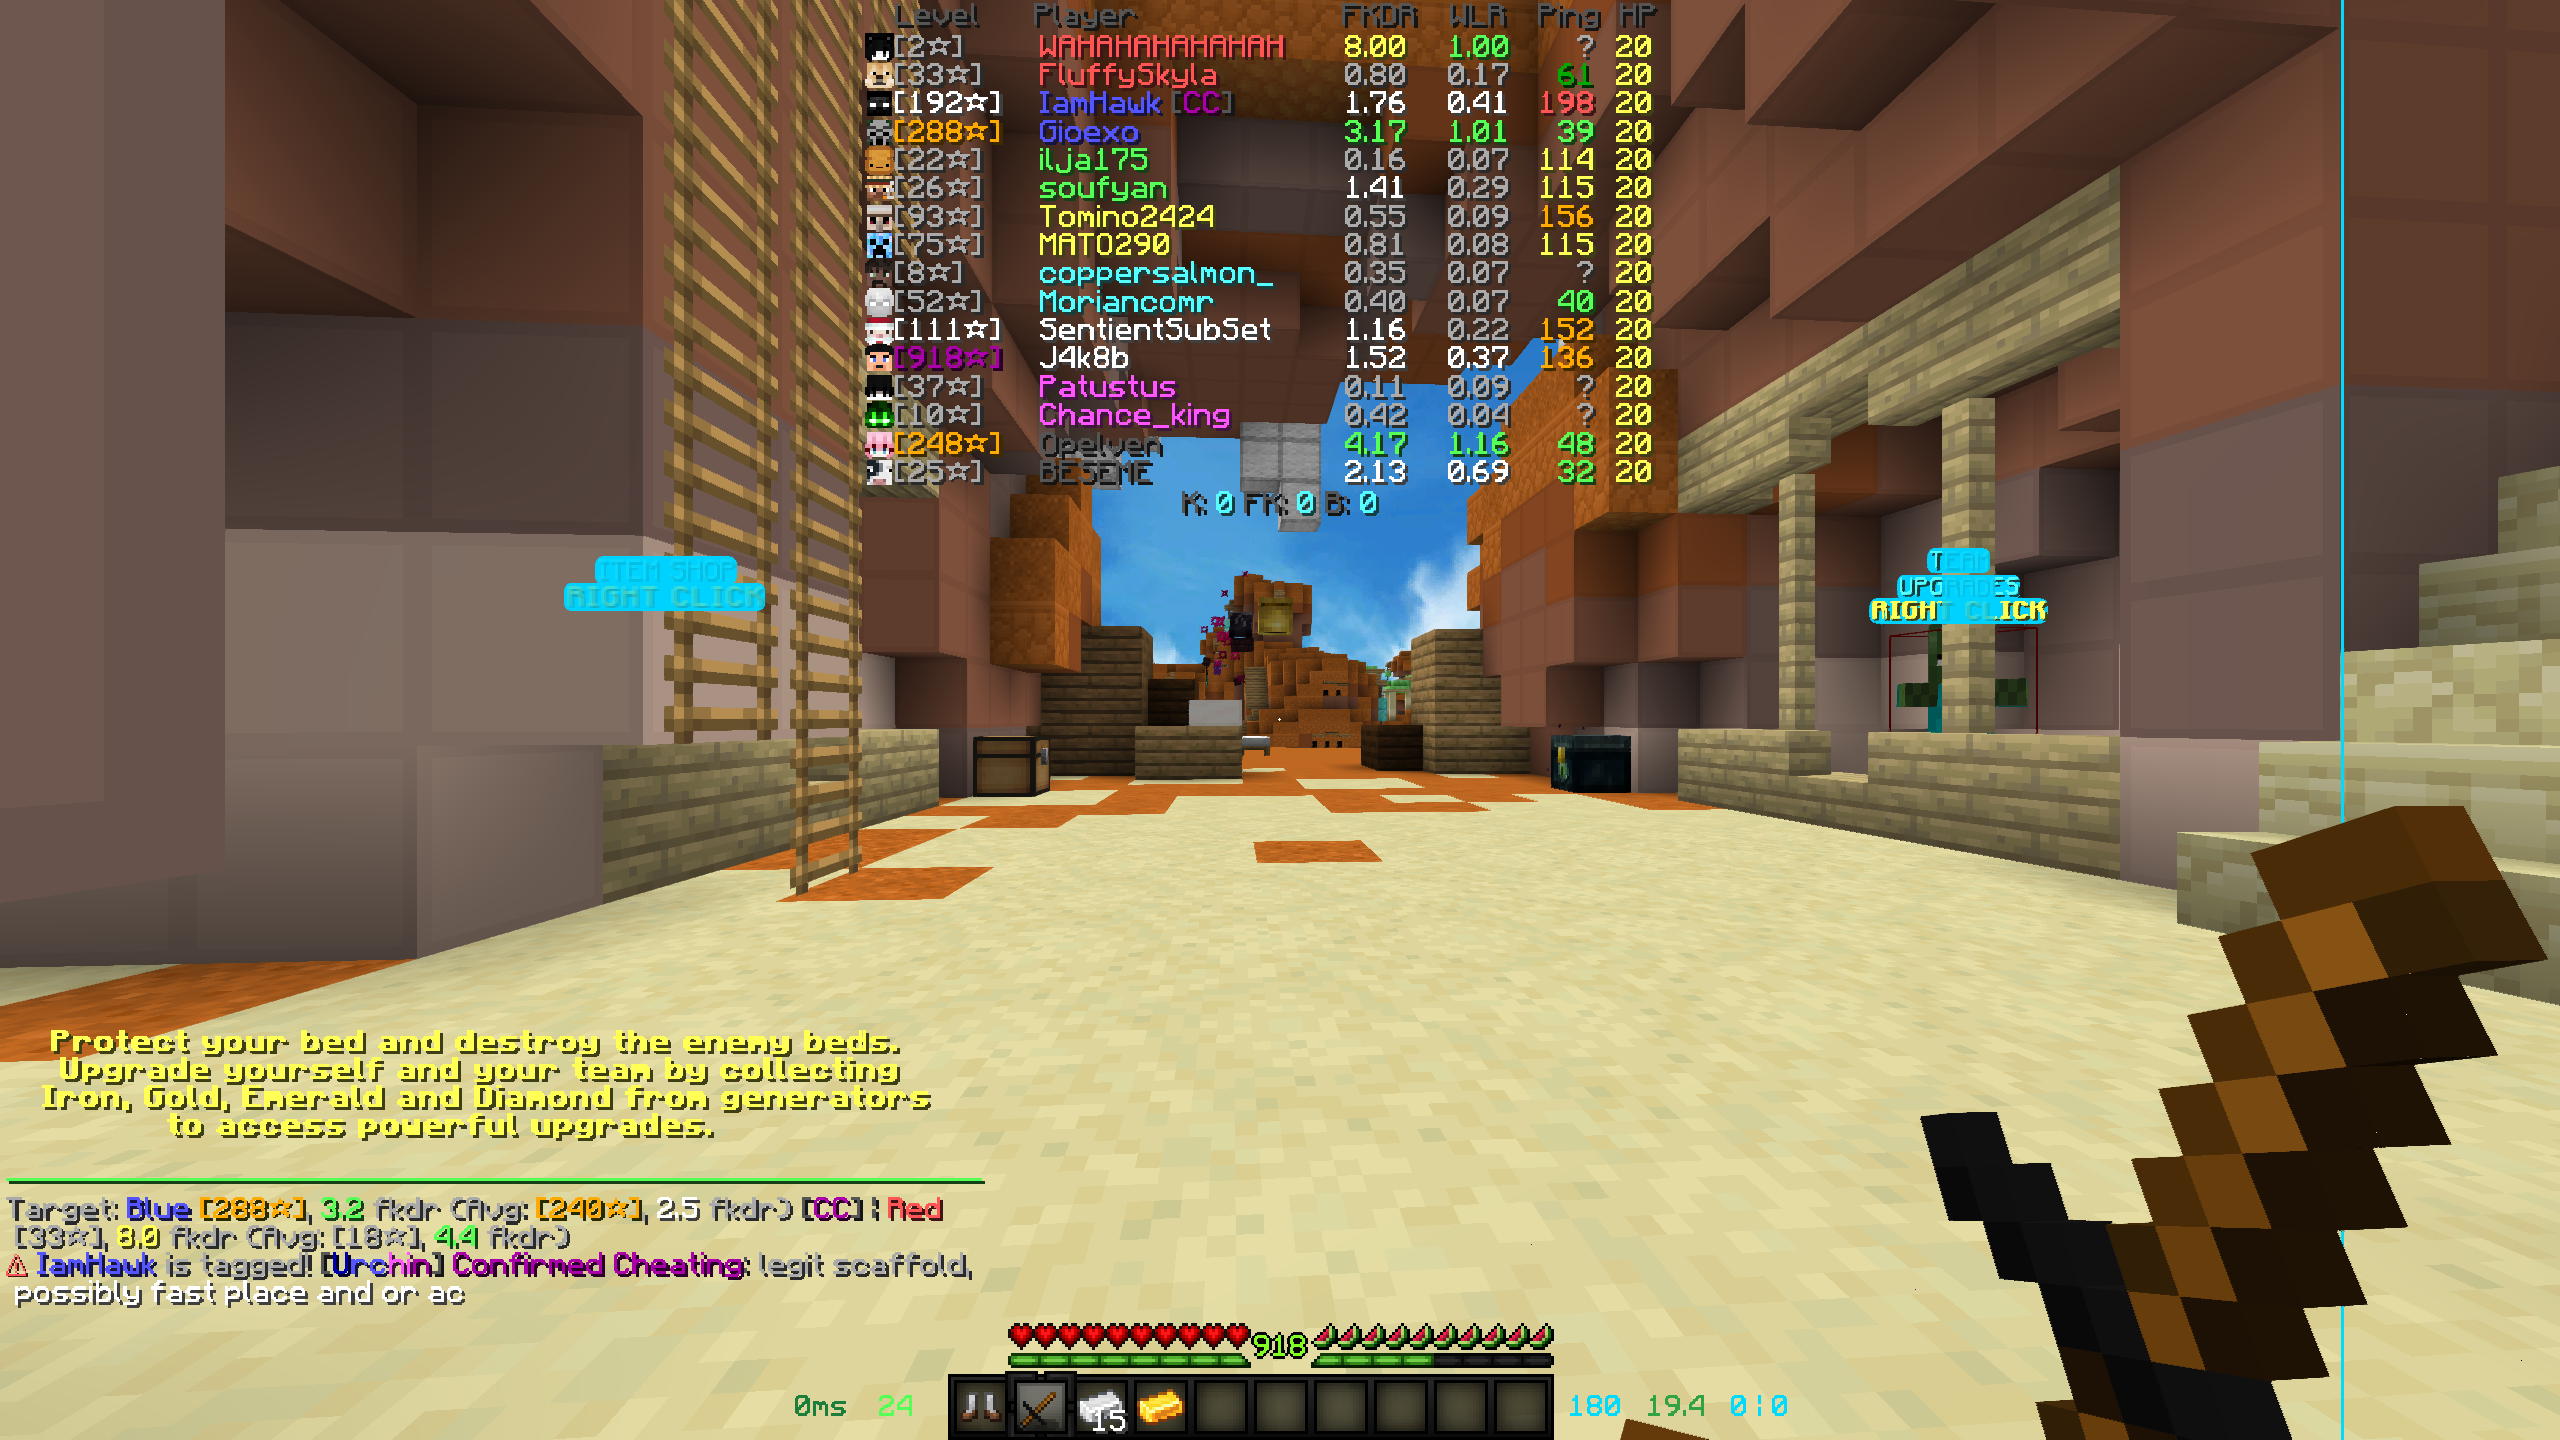 Level Player FKDR WLR Ping HP
[2☆] WAHAHAHAHAHAH 8.00 1.00 ? 20
[33☆] FluffySkyla 0.80 0.17 61 20
[192☆] IamHawk [CC] 1.76 0.41 198 20
[288☆] Gioexo 3.17 1.01 39 20
[22☆] ilja175 0.16 0.07 114 20
[26☆] soufyan 1.41 0.29 115 20
[93☆] Tomino2424 0.55 0.09 156 20
[75☆] MATO290 0.81 0.08 115 20
[8☆] coppersalmon_ 0.35 0.07 ? 20
[52☆] Moriancomr 0.40 0.07 40 20
[111☆] SentientSubSet 1.16 0.22 152 20
[918☆] J4k8b 1.52 0.37 136 20
[37☆] Patustus 0.11 0.09 ? 20
[10☆] Chance_king 0.42 0.04 ? 20
[248☆] Opelven 4.17 1.16 48 20
[25☆] BESEME 2.13 0.69 32 20
K: 0 FK: 0 B: 0
ITEM SHOP
RIGHT CLICK
TEAM
UPGRADES
RIGHT CLICK
Protect your bed and destroy the enemy beds.
Upgrade yourself and your team by collecting
Iron, Gold, Emerald and Diamond from generators
to access powerful upgrades.
Target: Blue [288☆], 3.2 fkdr (Avg: [240☆], 2.5 fkdr) [CC] | Red
[33☆], 8.0 fkdr (Avg: [18☆], 4.4 fkdr)
⚠ IamHawk is tagged! [Urchin] Confirmed Cheating: legit scaffold,
possibly fast place and or ac
918
0ms 24 15 180 19.4 0|0